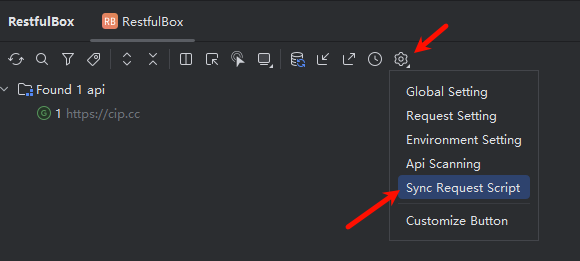 RestfulBox
RB RestfulBox
Found 1 api
G 1 https://cip.cc
Global Setting
Request Setting
Environment Setting
Api Scanning
Sync Request Script
Customize Button